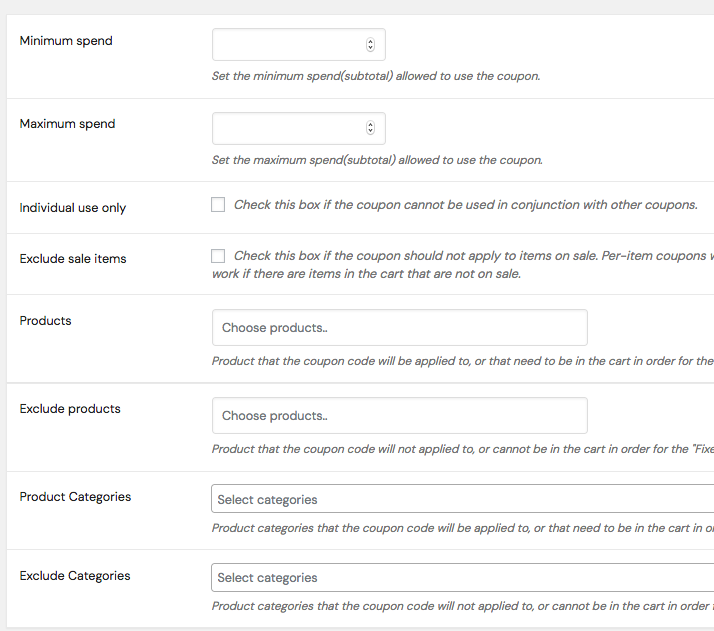 Minimum spend
Set the minimum spend(subtotal) allowed to use the coupon.
Maximum spend
Set the maximum spend(subtotal) allowed to use the coupon.
Individual use only
Check this box if the coupon cannot be used in conjunction with other coupons.
Exclude sale items
Check this box if the coupon should not apply to items on sale. Per-item coupons
work if there are items in the cart that are not on sale.
Products
Choose products..
Product that the coupon code will be applied to, or that need to be in the cart in order for the
Exclude products
Choose products..
Product that the coupon code will not applied to, or cannot be in the cart in order for the "Fixe
Product Categories
Select categories
Product categories that the coupon code will be applied to, or that need to be in the cart in
Exclude Categories
Select categories
Product categories that the coupon code will not applied to, or cannot be in the cart in order